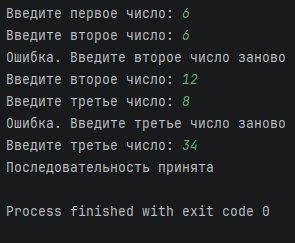 Введите первое число: 6
Введите второе число: 6
Ошибка. Введите второе число заново
Введите второе число: 12
Введите третье число: 8
Ошибка. Введите третье число заново
Введите третье число: 34
Последовательность принята
Process finished with exit code 0